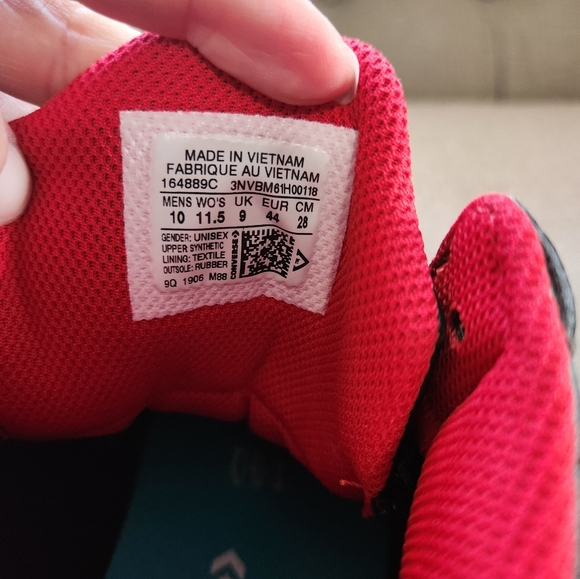 MADE IN VIETNAM
FABRIQUE AU VIETNAM
164889C 3NVBM61H00118
MENS WO'S UK EUR CM
10 11.5 9 44 28
GENDER: UNISEX
UPPER: SYNTHETIC
LINING: TEXTILE
OUTSOLE: RUBBER
9Q 1905 M88
CONVERSE